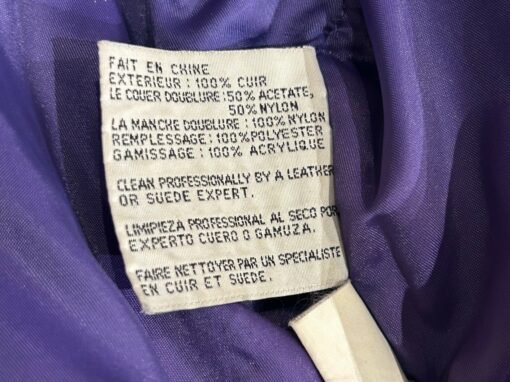 FAIT EN CHINE
EXTERIEUR : 100% CUIR
LE COUER DOUBLURE : 50% ACETATE,
50% NYLON
LA MANCHE DOUBLURE : 100% NYLON
REMPLESSAGE : 100% POLYESTER
GAMISSAGE : 100% ACRYLIQUE
CLEAN PROFESSIONALLY BY A LEATHER
OR SUEDE EXPERT.
LIMIPIEZA PROFESSIONAL AL SECO POR
EXPERTO CUERO O GAMUZA.
FAIRE NETTOYER PAR UN SPECIALISTE
EN CUIR ET SUEDE.